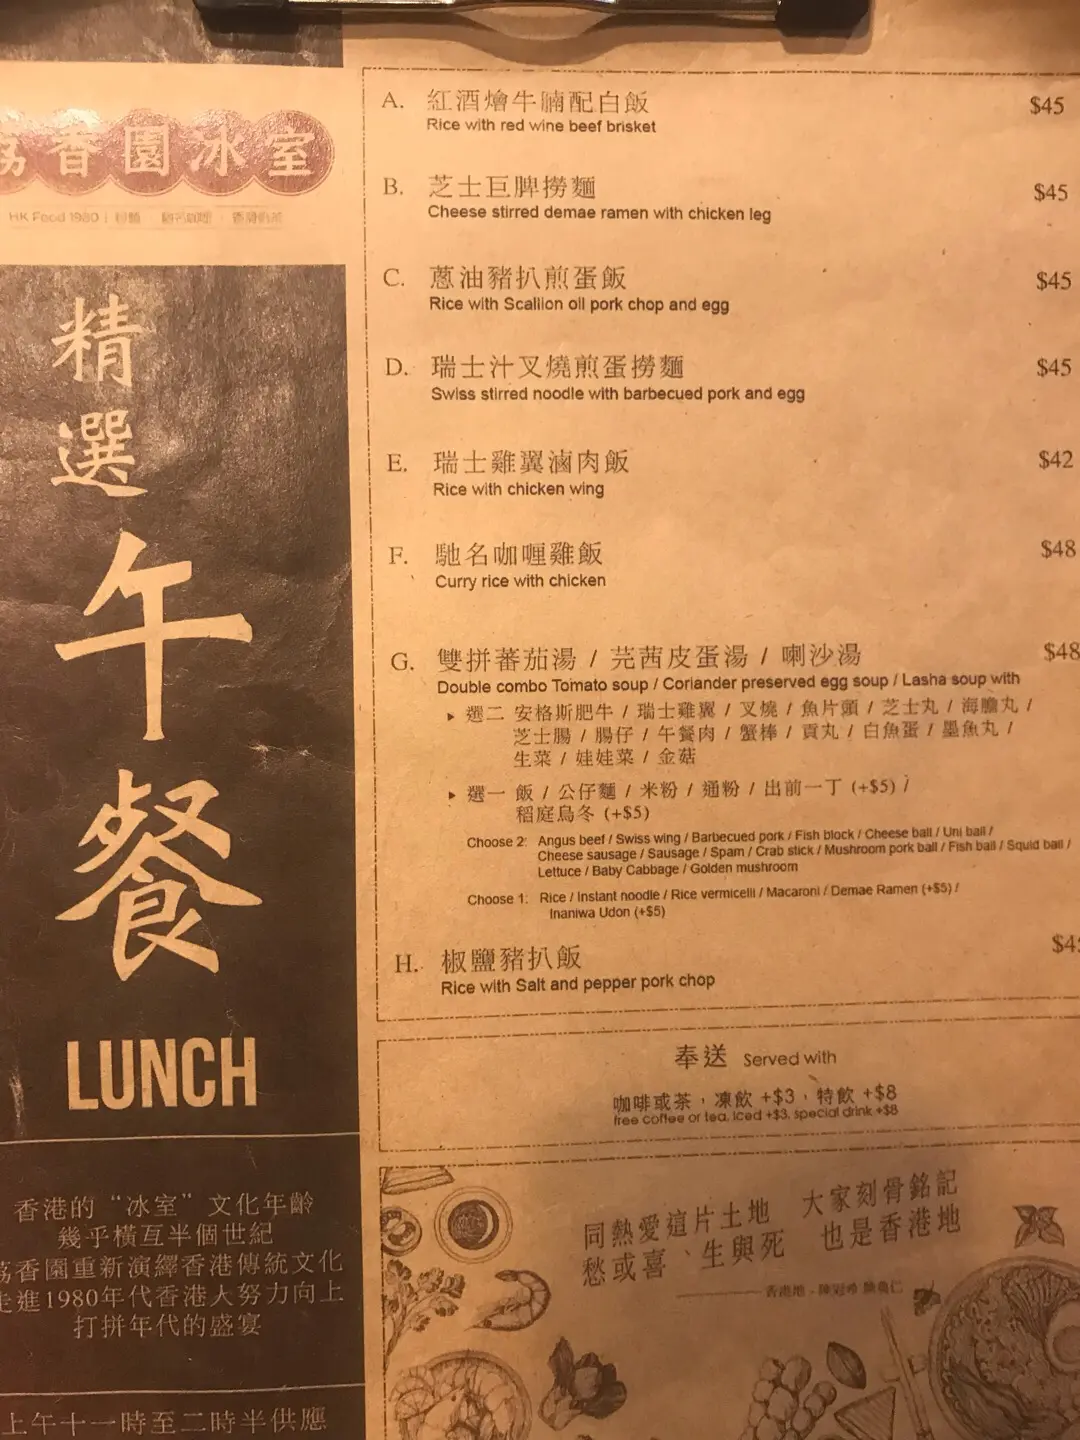 荔香園冰室
HK Food 1980
精選午餐
LUNCH
香港的“冰室”文化年齡
幾乎橫亙半個世紀
荔香園重新演繹香港傳統文化
走進1980年代香港人努力向上
打拼年代的盛宴
上午十一時至二時半供應
A. 紅酒燴牛腩配白飯 $45
Rice with red wine beef brisket
B. 芝士巨脾撈麵 $45
Cheese stirred demae ramen with chicken leg
C. 蔥油豬扒煎蛋飯 $45
Rice with Scallion oil pork chop and egg
D. 瑞士汁叉燒煎蛋撈麵 $45
Swiss stirred noodle with barbecued pork and egg
E. 瑞士雞翼滷肉飯 $42
Rice with chicken wing
F. 馳名咖喱雞飯 $48
Curry rice with chicken
G. 雙拼蕃茄湯 / 芫茜皮蛋湯 / 喇沙湯 $48
Double combo Tomato soup / Coriander preserved egg soup / Lasha soup with
▸ 選二 安格斯肥牛 / 瑞士雞翼 / 叉燒 / 魚片頭 / 芝士丸 / 海膽丸 /
芝士腸 / 腸仔 / 午餐肉 / 蟹棒 / 貢丸 / 白魚蛋 / 墨魚丸 /
生菜 / 娃娃菜 / 金菇
▸ 選一 飯 / 公仔麵 / 米粉 / 通粉 / 出前一丁 (+$5) /
稻庭烏冬 (+$5)
Choose 2: Angus beef / Swiss wing / Barbecued pork / Fish block / Cheese ball / Uni ball /
Cheese sausage / Sausage / Spam / Crab stick / Mushroom pork ball / Fish ball / Squid ball /
Lettuce / Baby Cabbage / Golden mushroom
Choose 1: Rice / Instant noodle / Rice vermicelli / Macaroni / Demae Ramen (+$5) /
Inaniwa Udon (+$5)
H. 椒鹽豬扒飯
Rice with Salt and pepper pork chop
奉送 Served with
咖啡或茶，凍飲 +$3，特飲 +$8
free coffee or tea, iced +$3, special drink +$8
同熱愛這片土地 大家刻骨銘記
愁或喜、生與死 也是香港地